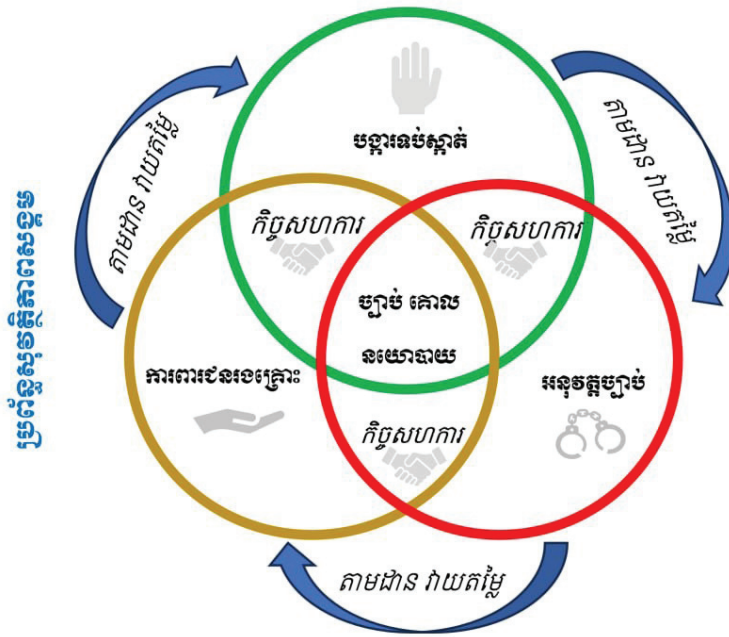 បង្ការទប់ស្កាត់
តាមដាន វាយតម្លៃ
តាមដាន វាយតម្លៃ
កិច្ចសហការ
កិច្ចសហការ
ប្រព័ន្ធសុវត្ថិភាពសង្គម
ច្បាប់ គោល
នយោបាយ
ការពារជនរងគ្រោះ
អនុវត្តច្បាប់
កិច្ចសហការ
តាមដាន វាយតម្លៃ